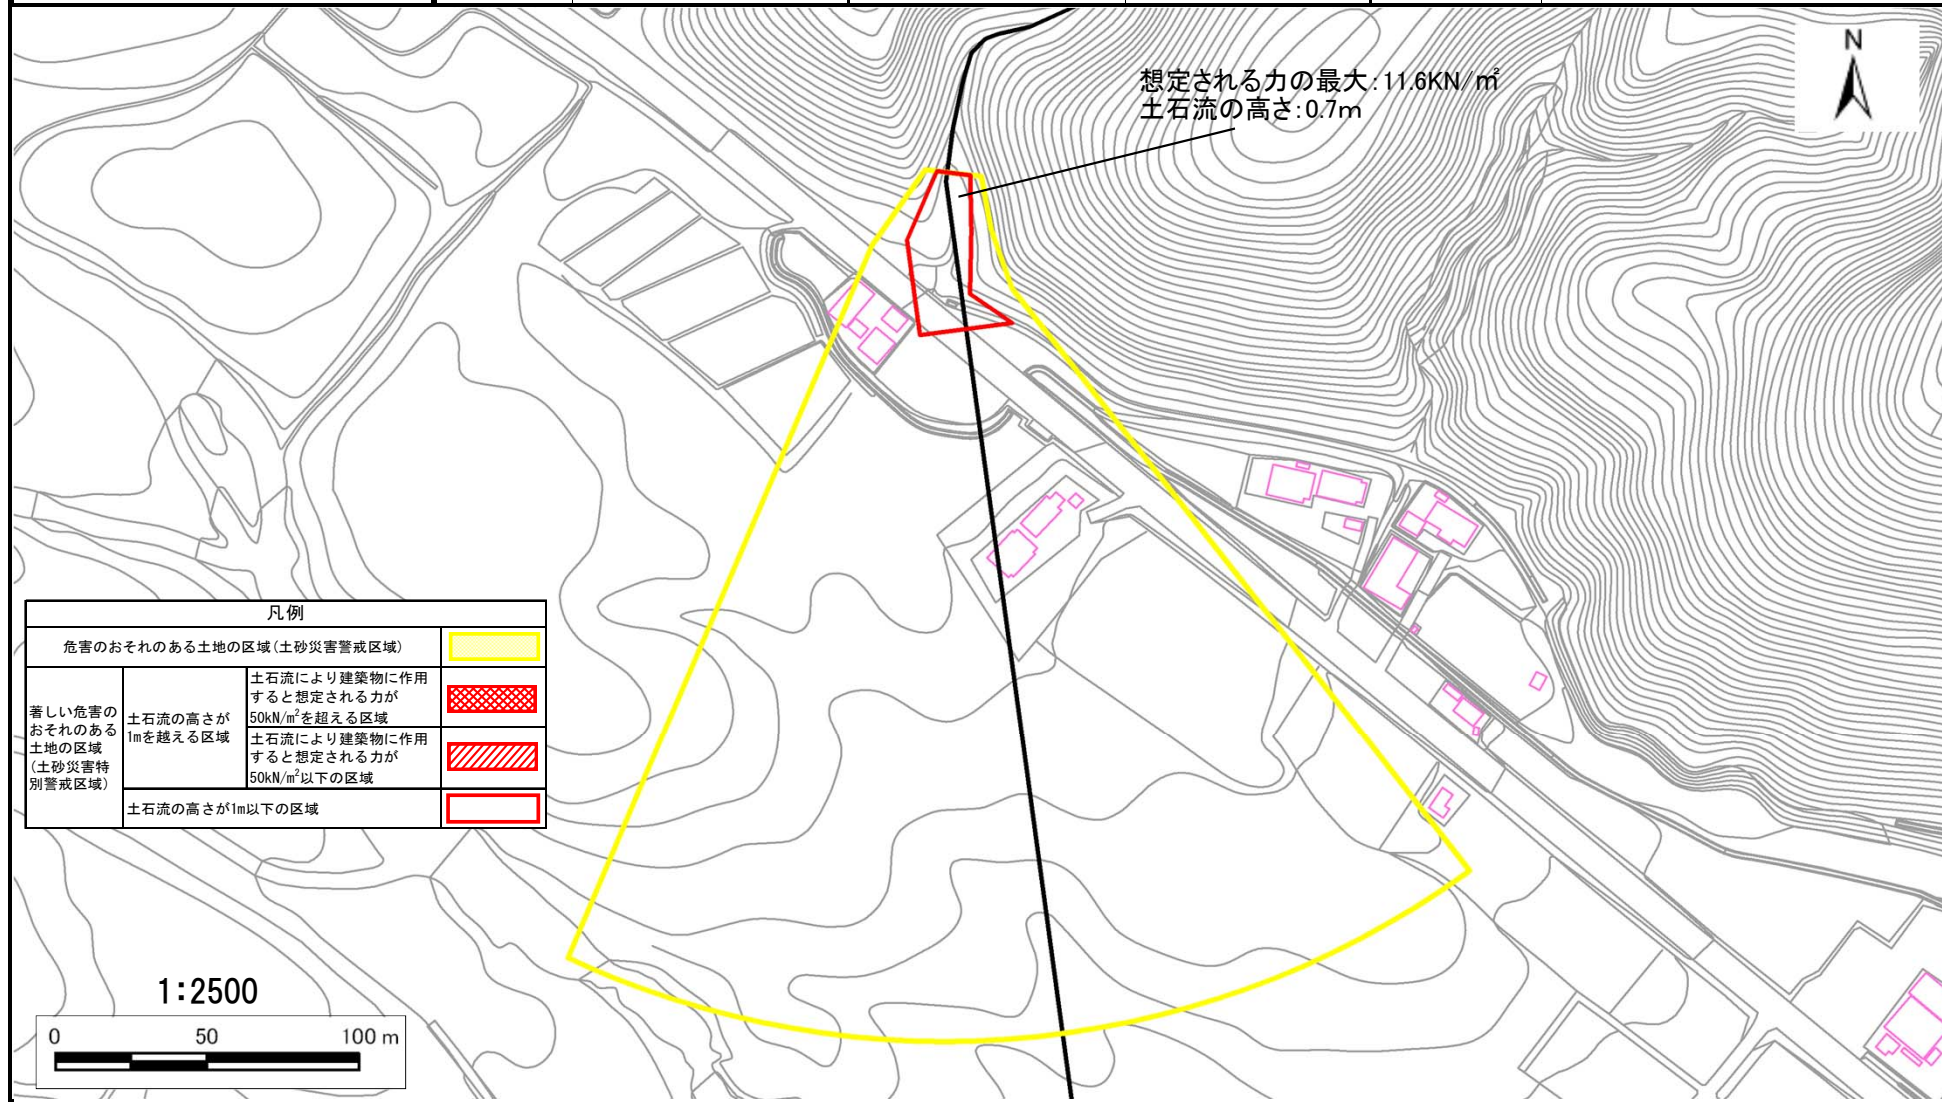 N
想定される力の最大:11.6KN/㎡
土石流の高さ:0.7m
凡例
危害のおそれのある土地の区域(土砂災害警戒区域)
著しい危害の
おそれのある
土地の区域
(土砂災害特
別警戒区域)
土石流の高さが
1mを越える区域
土石流により建築物に作用
すると想定される力が
50kN/m²を超える区域
土石流により建築物に作用
すると想定される力が
50kN/m²以下の区域
土石流の高さが1m以下の区域
1:2500
0 50 100 m